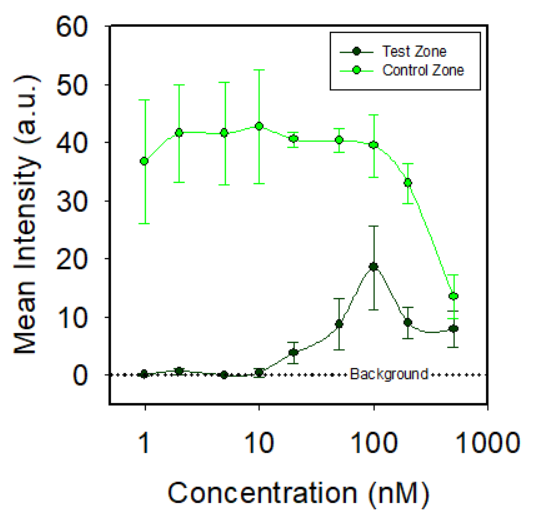 60
50
40
30
20
10
0
Mean Intensity (a.u.)
Test Zone
Control Zone
Background
1 10 100 1000
Concentration (nM)